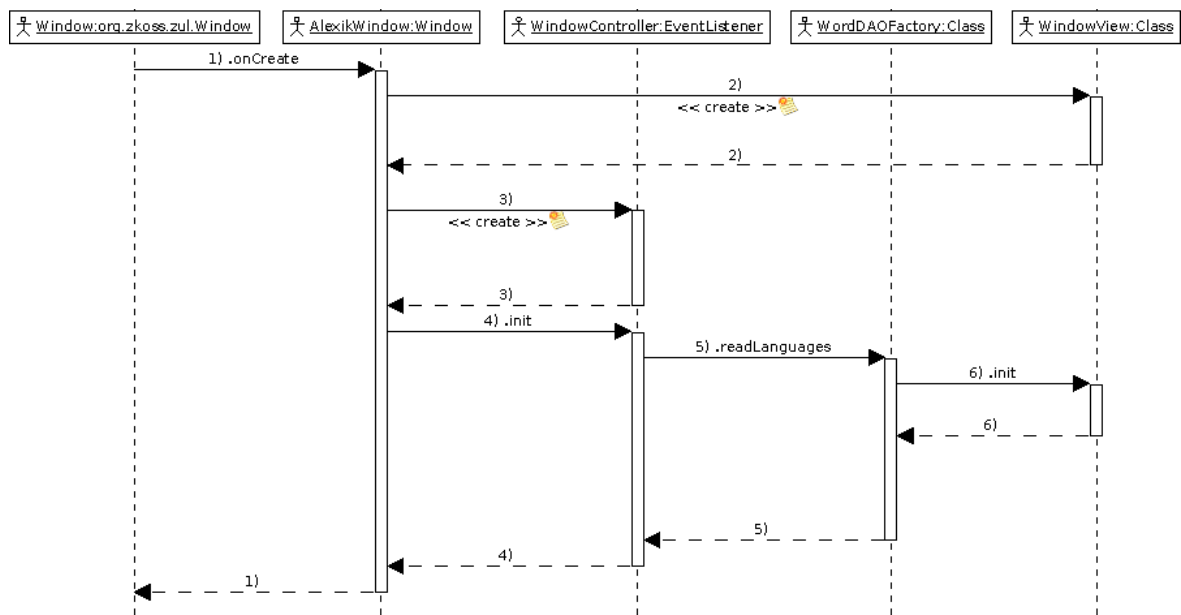 Window:org.zkoss.zul.Window
AlexikWindow:Window
WindowController:EventListener
WordDAOFactory:Class
WindowView:Class
1) .onCreate
2)
<< create >>
2)
3)
<< create >>
3)
4) .init
5) .readLanguages
6) .init
6)
5)
4)
1)